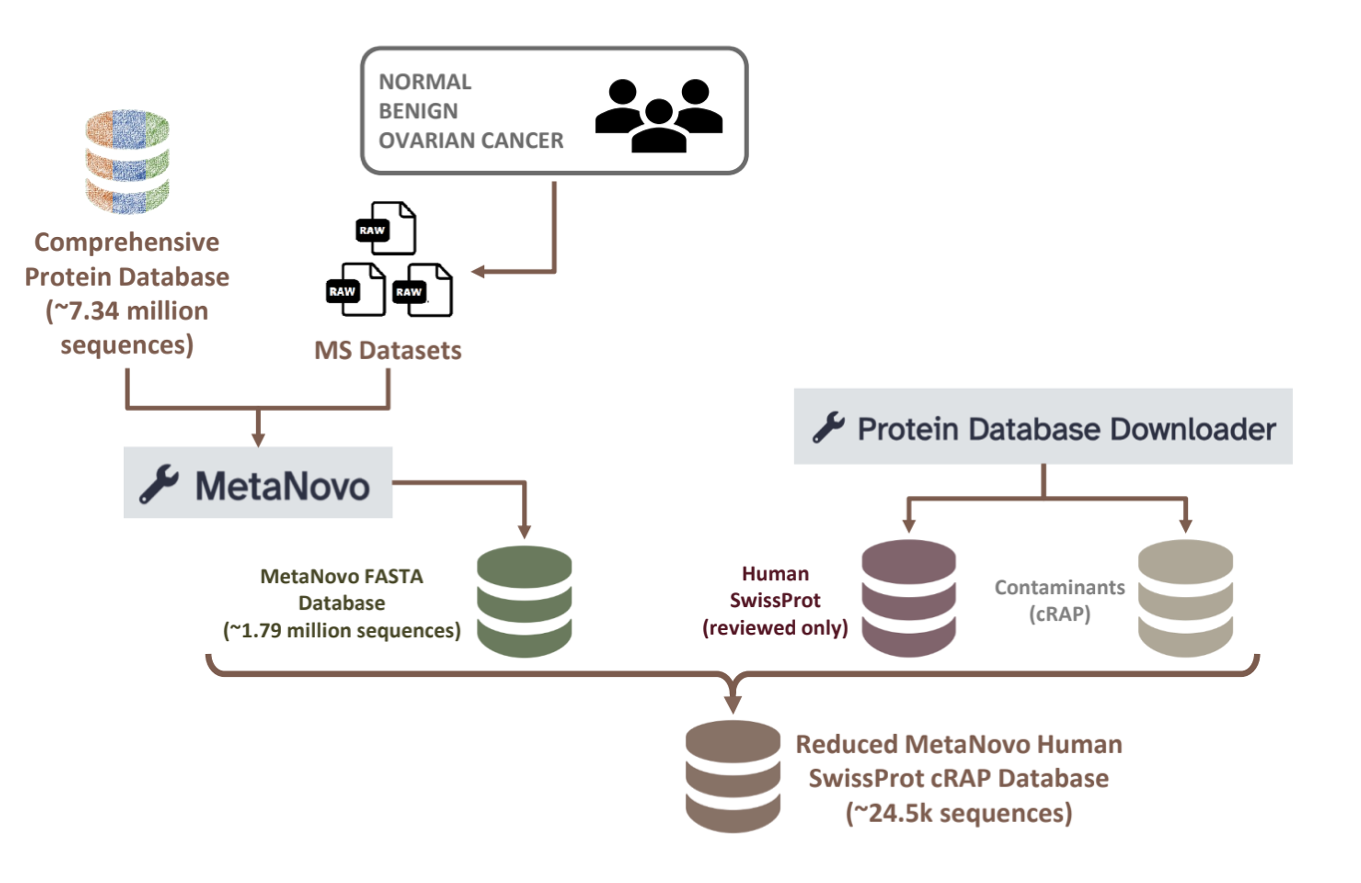 NORMAL
BENIGN
OVARIAN CANCER
Comprehensive
Protein Database
(~7.34 million
sequences)
RAW
RAW
RAW
MS Datasets
MetaNovo
Protein Database Downloader
MetaNovo FASTA
Database
(~1.79 million sequences)
Human
SwissProt
(reviewed only)
Contaminants
(cRAP)
Reduced MetaNovo Human
SwissProt cRAP Database
(~24.5k sequences)